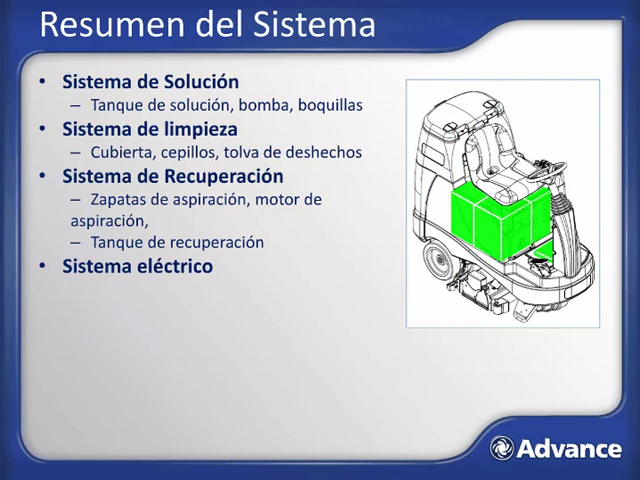 Resumen del Sistema
• Sistema de Solución
– Tanque de solución, bomba, boquillas
• Sistema de limpieza
– Cubierta, cepillos, tolva de deshechos
• Sistema de Recuperación
– Zapatas de aspiración, motor de
aspiración,
– Tanque de recuperación
• Sistema eléctrico
Advance